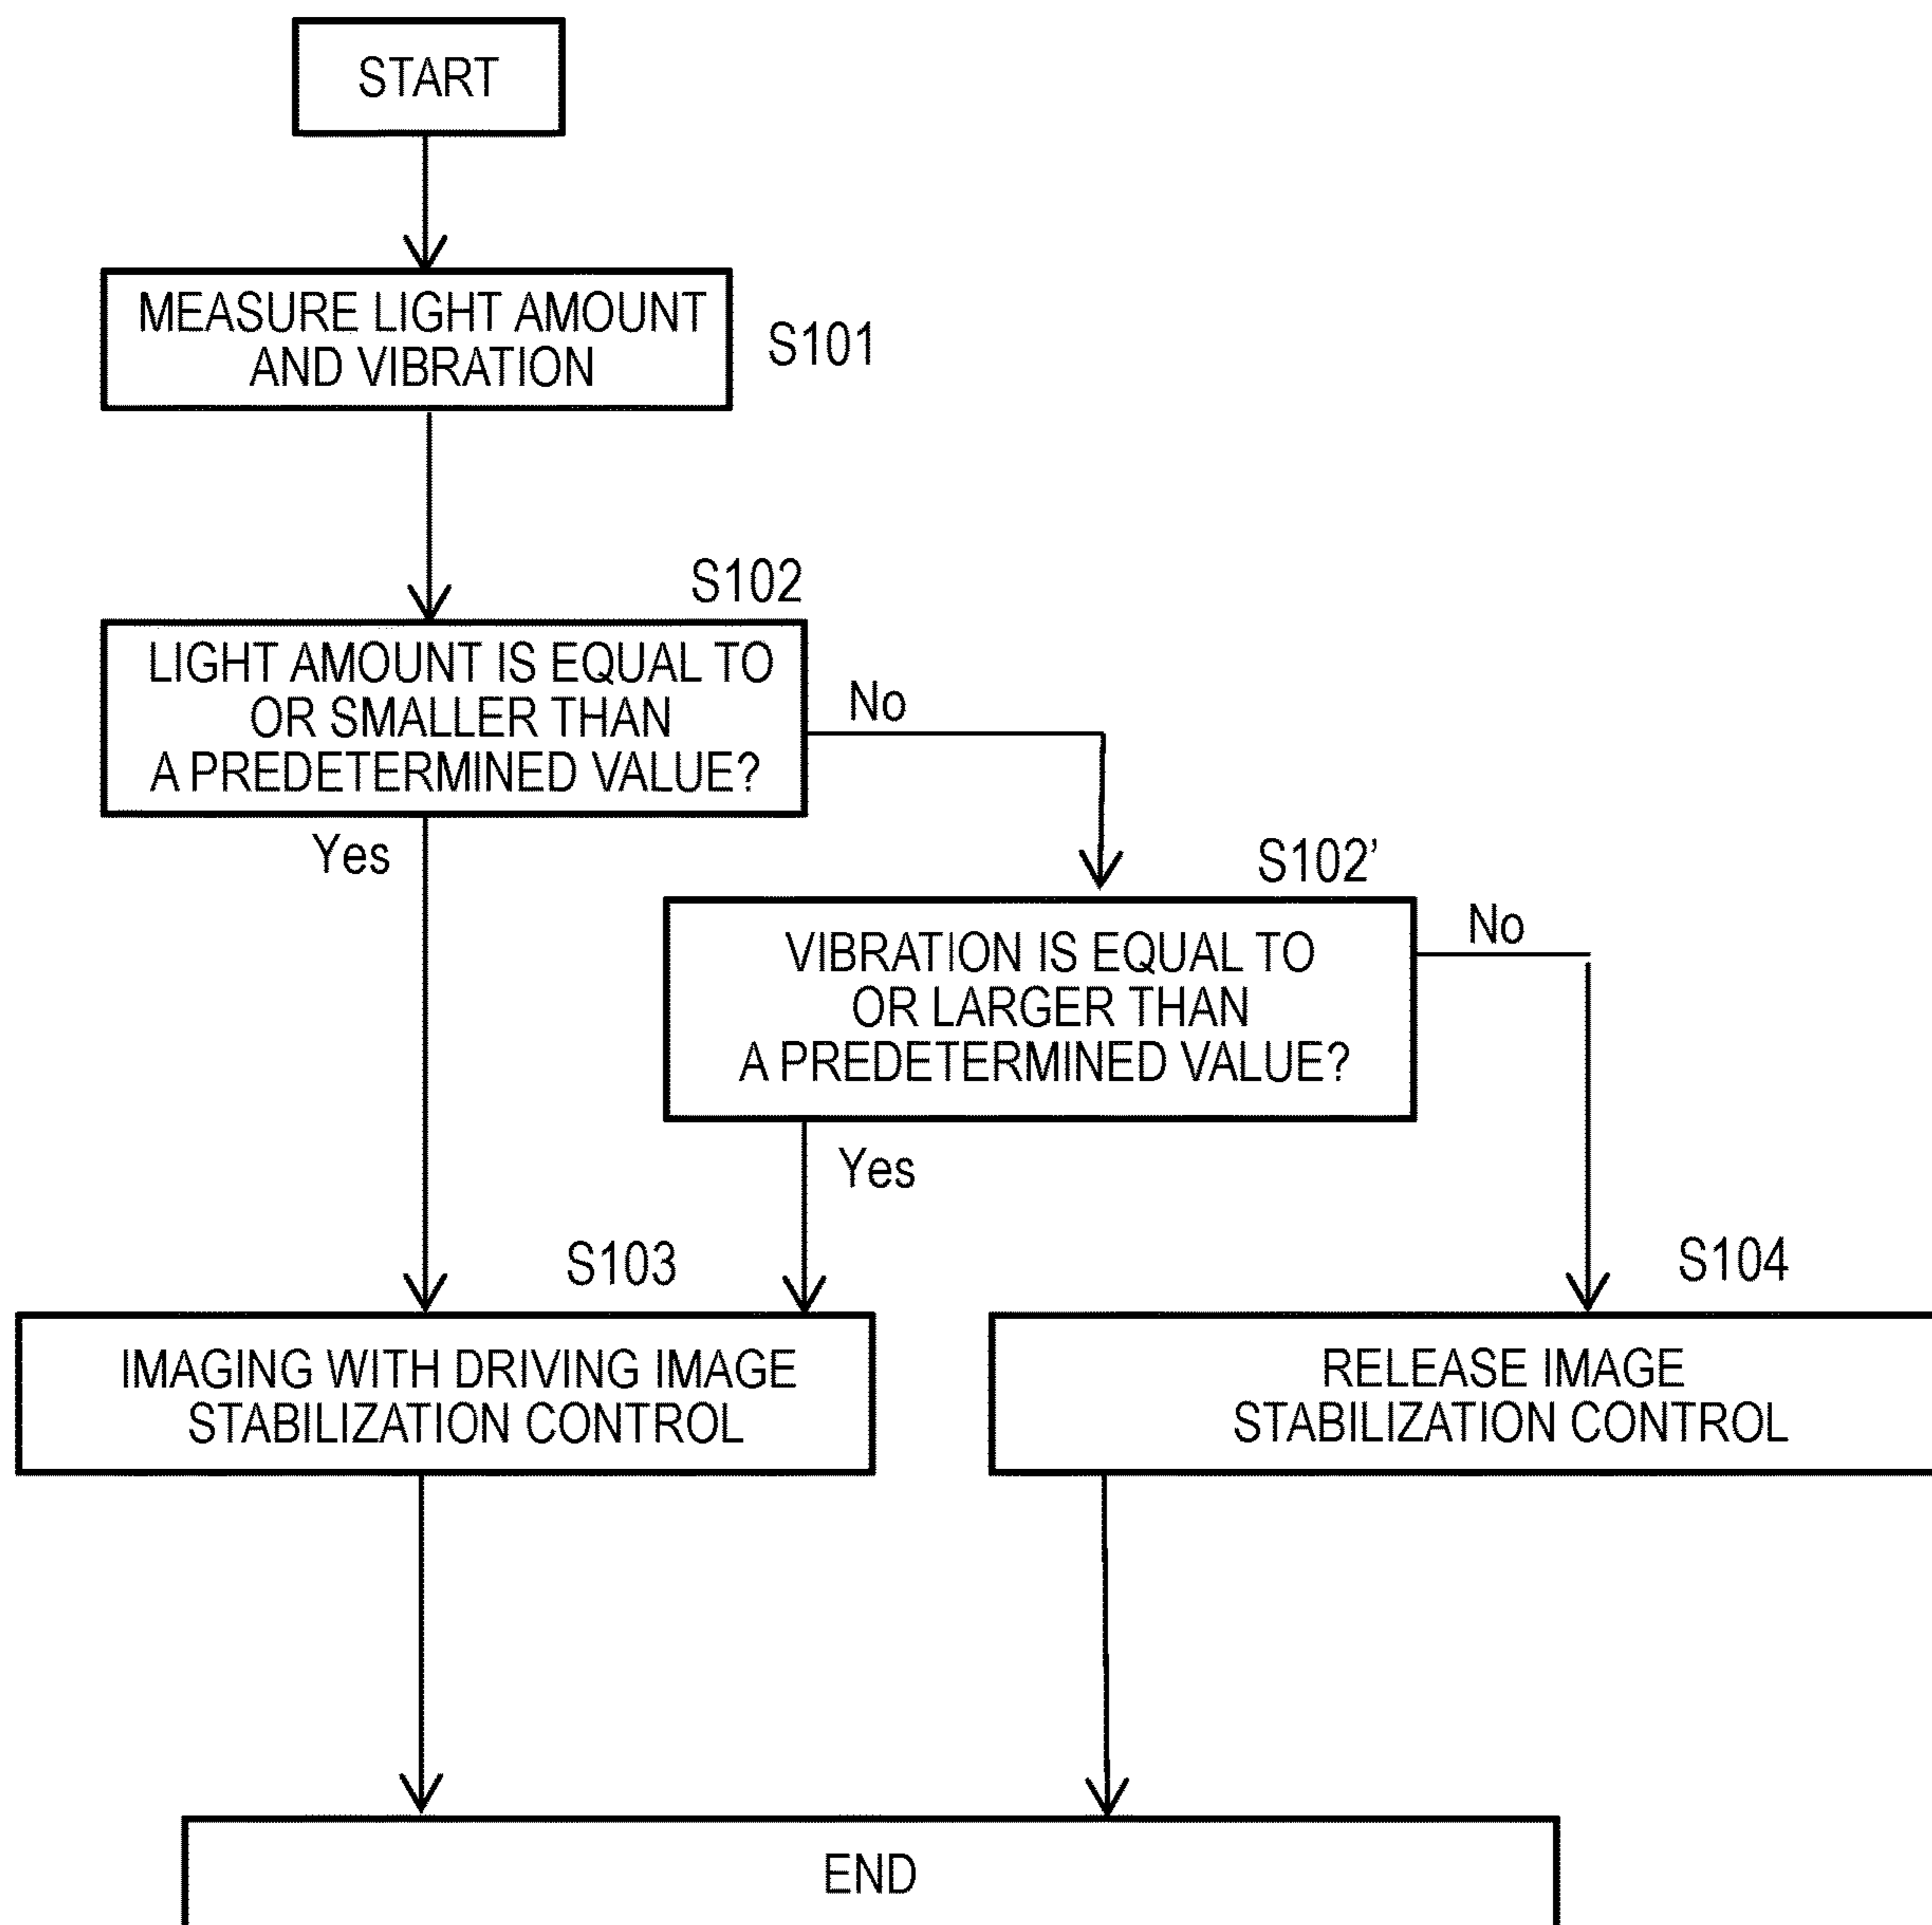 START
MEASURE LIGHT AMOUNT
AND VIBRATION
S101
S102
LIGHT AMOUNT IS EQUAL TO
OR SMALLER THAN
A PREDETERMINED VALUE?
No
Yes
S102’
VIBRATION IS EQUAL TO
OR LARGER THAN
A PREDETERMINED VALUE?
No
Yes
S103
IMAGING WITH DRIVING IMAGE
STABILIZATION CONTROL
S104
RELEASE IMAGE
STABILIZATION CONTROL
END